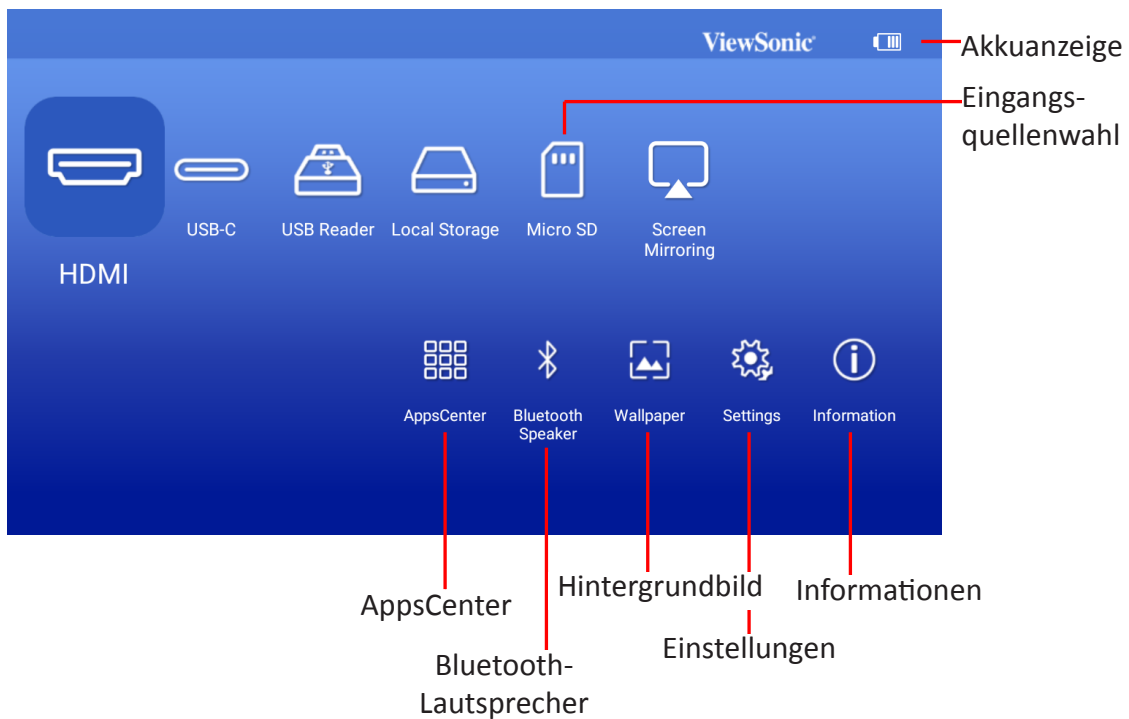 ViewSonic
Akkuanzeige
Eingangs-
quellenwahl
HDMI
USB-C
USB Reader
Local Storage
Micro SD
Screen
Mirroring
AppsCenter
Bluetooth
Speaker
Wallpaper
Settings
Information
AppsCenter
Bluetooth-
Lautsprecher
Hintergrundbild
Einstellungen
Informationen